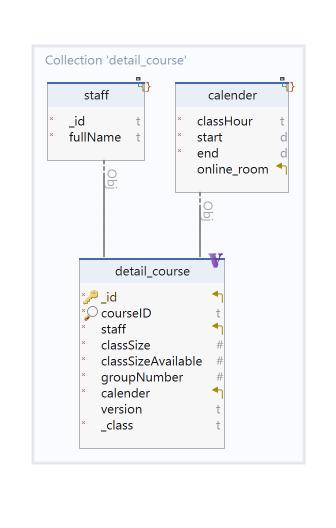 Collection 'detail_course'
staff
_id t
fullName t
calender
classHour t
start d
end d
online_room
Obj
Obj
detail_course
_id
courseID t
staff
classSize #
classSizeAvailable #
groupNumber #
calender
version t
_class t